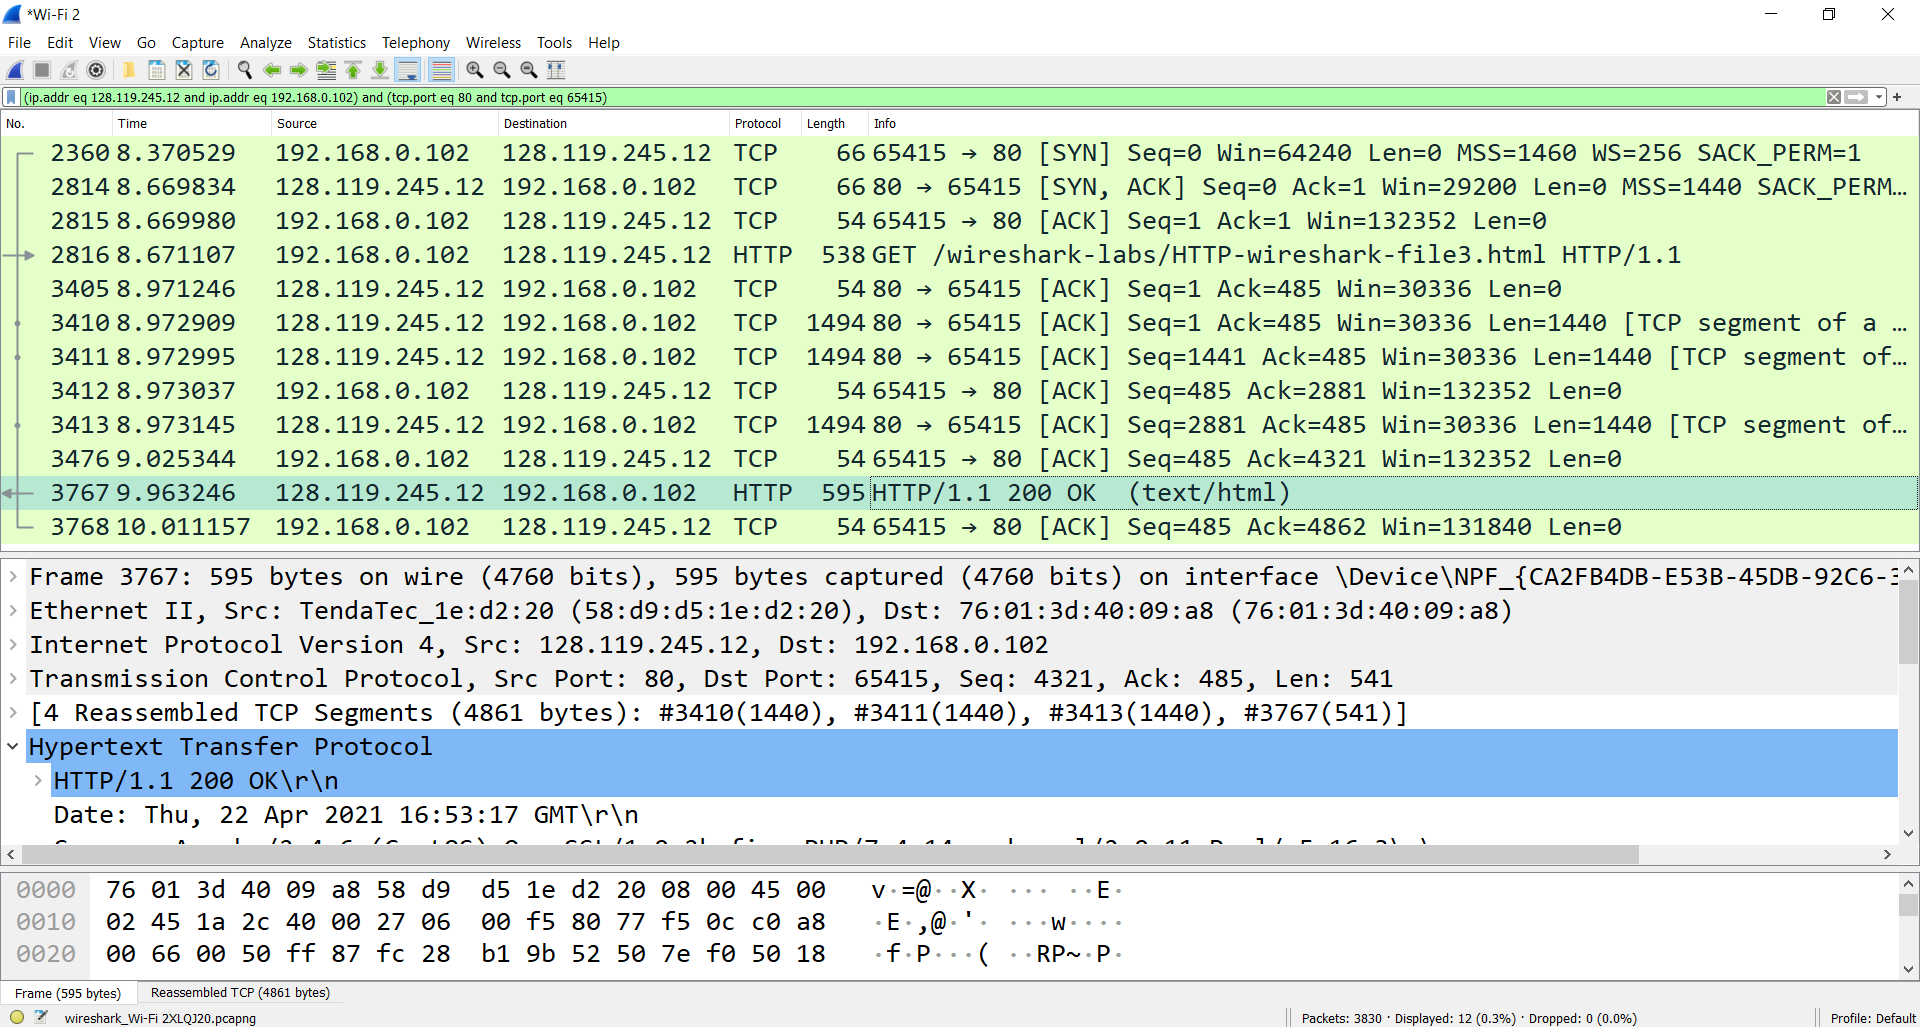 *Wi-Fi 2
File Edit View Go Capture Analyze Statistics Telephony Wireless Tools Help
(ip.addr eq 128.119.245.12 and ip.addr eq 192.168.0.102) and (tcp.port eq 80 and tcp.port eq 65415)
No. Time Source Destination Protocol Length Info
2360 8.370529 192.168.0.102 128.119.245.12 TCP 66 65415 → 80 [SYN] Seq=0 Win=64240 Len=0 MSS=1460 WS=256 SACK_PERM=1
2814 8.669834 128.119.245.12 192.168.0.102 TCP 66 80 → 65415 [SYN, ACK] Seq=0 Ack=1 Win=29200 Len=0 MSS=1440 SACK_PERM…
2815 8.669980 192.168.0.102 128.119.245.12 TCP 54 65415 → 80 [ACK] Seq=1 Ack=1 Win=132352 Len=0
2816 8.671107 192.168.0.102 128.119.245.12 HTTP 538 GET /wireshark-labs/HTTP-wireshark-file3.html HTTP/1.1
3405 8.971246 128.119.245.12 192.168.0.102 TCP 54 80 → 65415 [ACK] Seq=1 Ack=485 Win=30336 Len=0
3410 8.972909 128.119.245.12 192.168.0.102 TCP 1494 80 → 65415 [ACK] Seq=1 Ack=485 Win=30336 Len=1440 [TCP segment of a …
3411 8.972995 128.119.245.12 192.168.0.102 TCP 1494 80 → 65415 [ACK] Seq=1441 Ack=485 Win=30336 Len=1440 [TCP segment of…
3412 8.973037 192.168.0.102 128.119.245.12 TCP 54 65415 → 80 [ACK] Seq=485 Ack=2881 Win=132352 Len=0
3413 8.973145 128.119.245.12 192.168.0.102 TCP 1494 80 → 65415 [ACK] Seq=2881 Ack=485 Win=30336 Len=1440 [TCP segment of…
3476 9.025344 192.168.0.102 128.119.245.12 TCP 54 65415 → 80 [ACK] Seq=485 Ack=4321 Win=132352 Len=0
3767 9.963246 128.119.245.12 192.168.0.102 HTTP 595 HTTP/1.1 200 OK (text/html)
3768 10.011157 192.168.0.102 128.119.245.12 TCP 54 65415 → 80 [ACK] Seq=485 Ack=4862 Win=131840 Len=0
Frame 3767: 595 bytes on wire (4760 bits), 595 bytes captured (4760 bits) on interface \Device\NPF_{CA2FB4DB-E53B-45DB-92C6-3
Ethernet II, Src: TendaTec_1e:d2:20 (58:d9:d5:1e:d2:20), Dst: 76:01:3d:40:09:a8 (76:01:3d:40:09:a8)
Internet Protocol Version 4, Src: 128.119.245.12, Dst: 192.168.0.102
Transmission Control Protocol, Src Port: 80, Dst Port: 65415, Seq: 4321, Ack: 485, Len: 541
[4 Reassembled TCP Segments (4861 bytes): #3410(1440), #3411(1440), #3413(1440), #3767(541)]
Hypertext Transfer Protocol
HTTP/1.1 200 OK\r\n
Date: Thu, 22 Apr 2021 16:53:17 GMT\r\n
0000 76 01 3d 40 09 a8 58 d9 d5 1e d2 20 08 00 45 00 v·=@··X· ··· ··E·
0010 02 45 1a 2c 40 00 27 06 00 f5 80 77 f5 0c c0 a8 ·E·,@·'· ···w····
0020 00 66 00 50 ff 87 fc 28 b1 9b 52 50 7e f0 50 18 ·f·P···( ··RP~·P·
Frame (595 bytes) Reassembled TCP (4861 bytes)
wireshark_Wi-Fi 2XLQJ20.pcapng Packets: 3830 · Displayed: 12 (0.3%) · Dropped: 0 (0.0%) Profile: Default